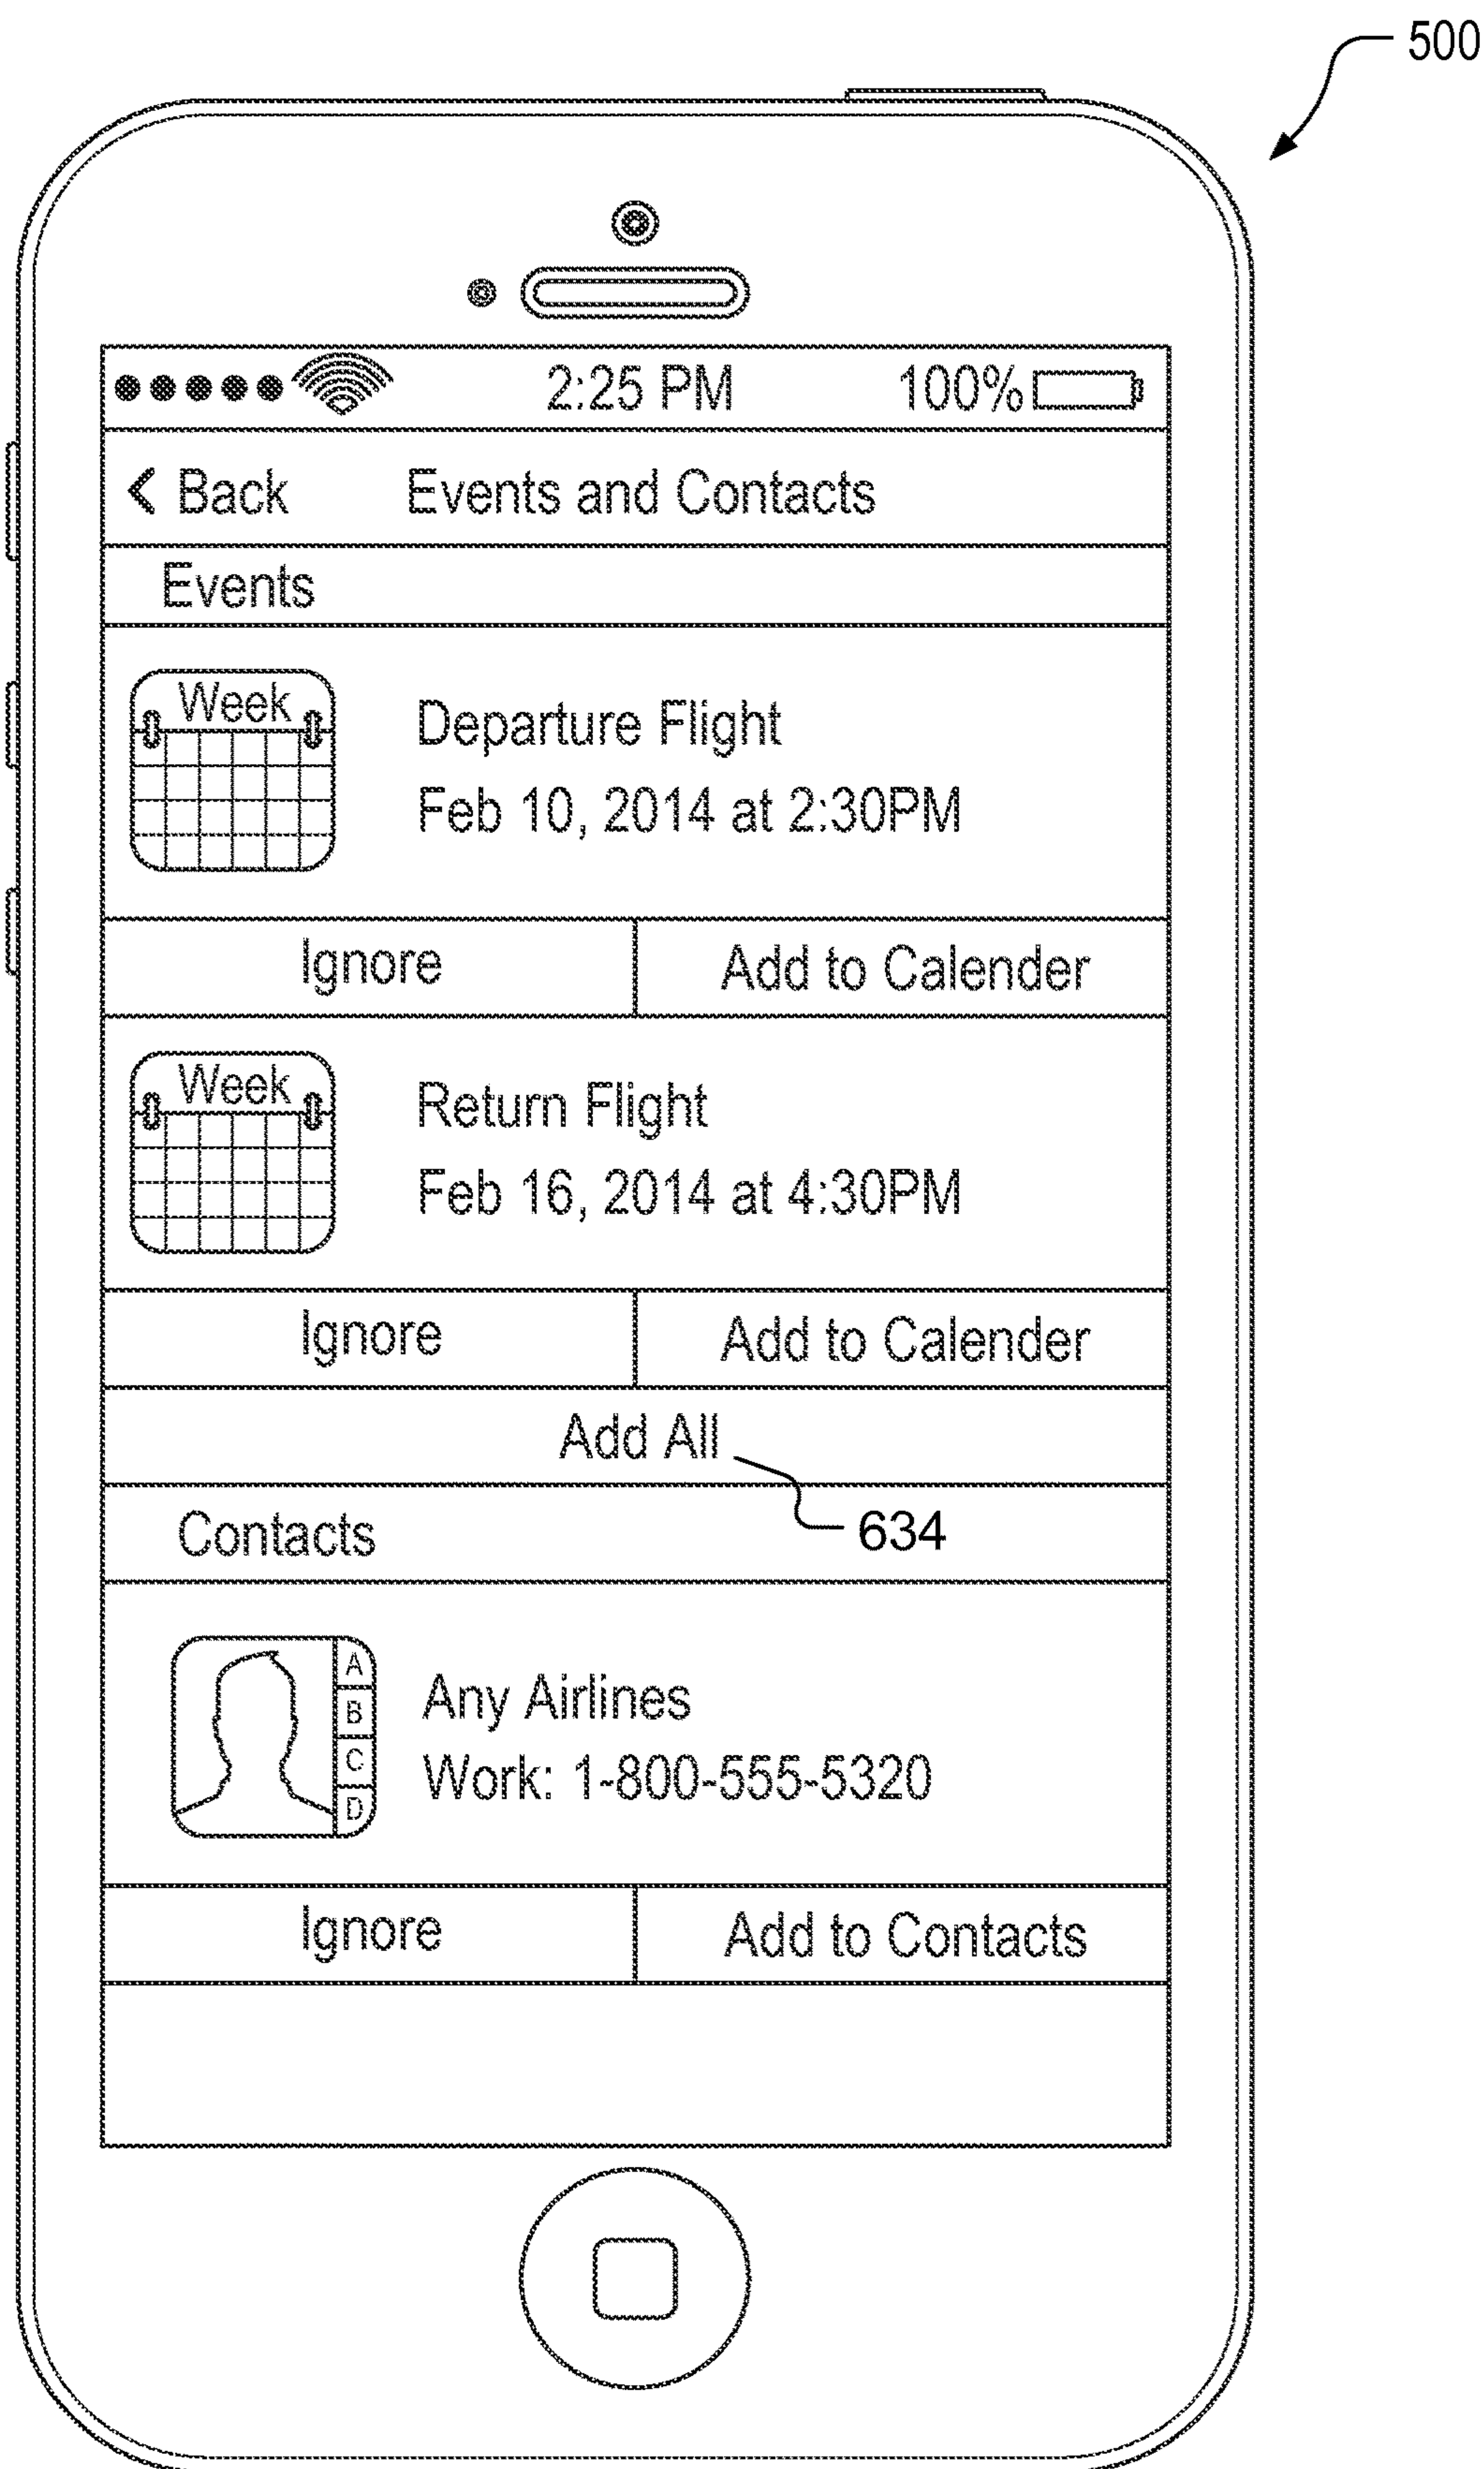 500
2:25 PM 100%
< Back Events and Contacts
Events
Week
Departure Flight
Feb 10, 2014 at 2:30PM
Ignore Add to Calender
Week
Return Flight
Feb 16, 2014 at 4:30PM
Ignore Add to Calender
Add All
Contacts 634
A
B
C
D
Any Airlines
Work: 1-800-555-5320
Ignore Add to Contacts